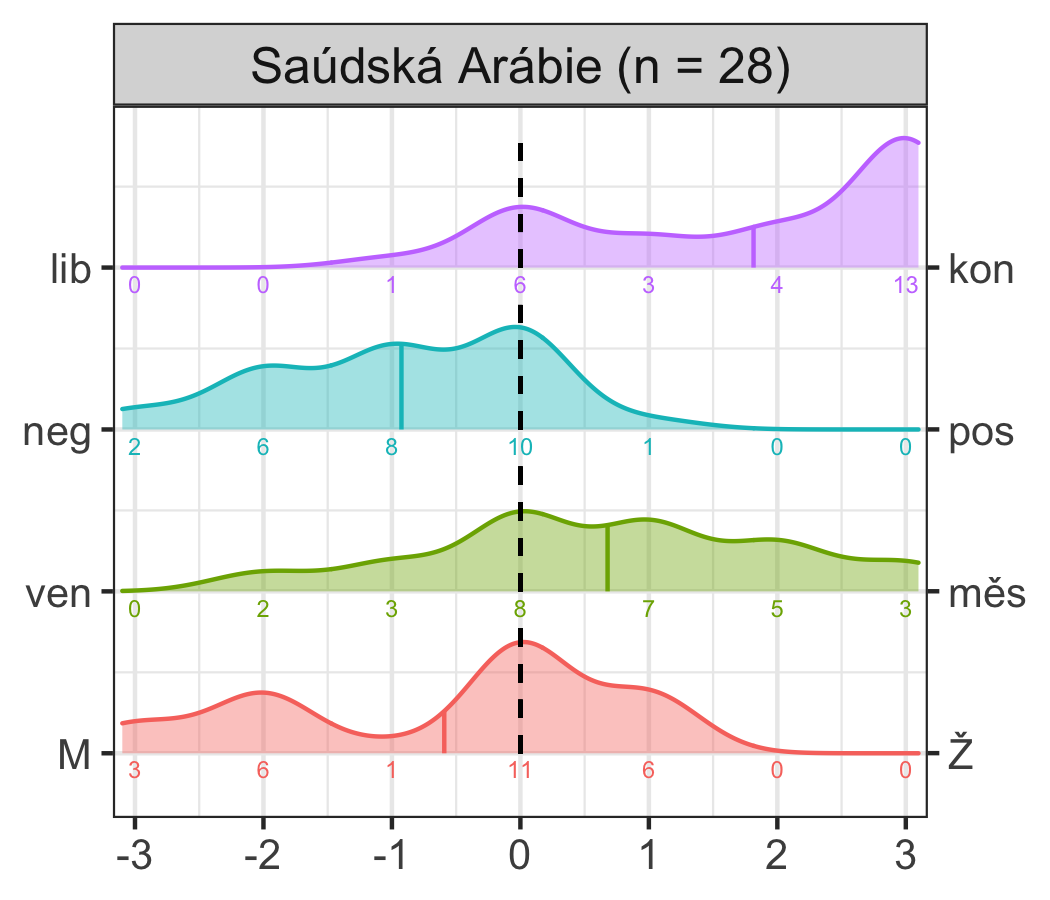 Saúdská Arábie (n = 28)
lib kon
0 0 1 6 3 4 13
neg pos
2 6 8 10 1 0 0
ven měs
0 2 3 8 7 5 3
M Ž
3 6 1 11 6 0 0
-3 -2 -1 0 1 2 3